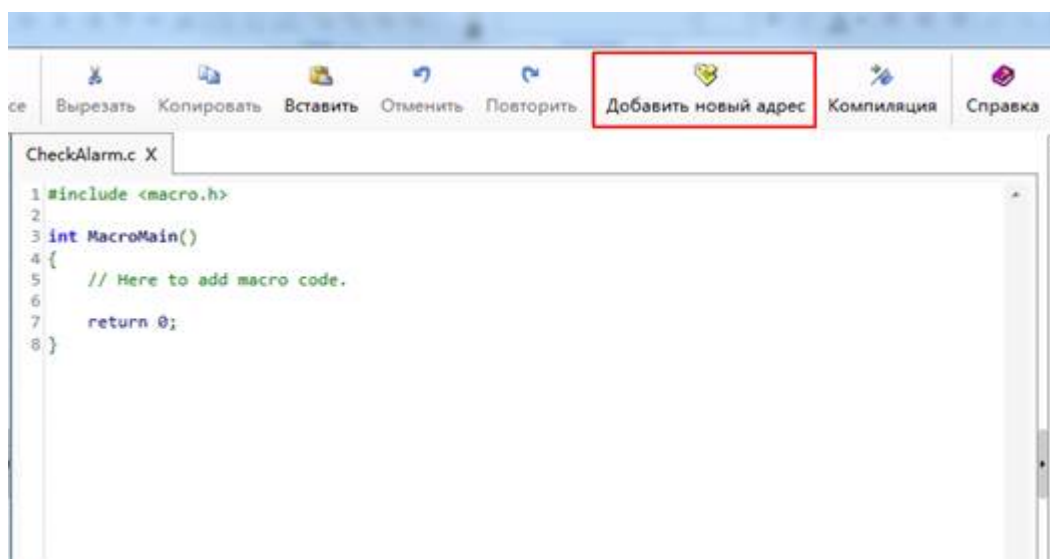 се Вырезать Копировать Вставить Отменить Повторить Добавить новый адрес Компиляция Справка
CheckAlarm.c X
1 #include <macro.h>
2
3 int MacroMain()
4 {
5 // Here to add macro code.
6
7 return 0;
8 }